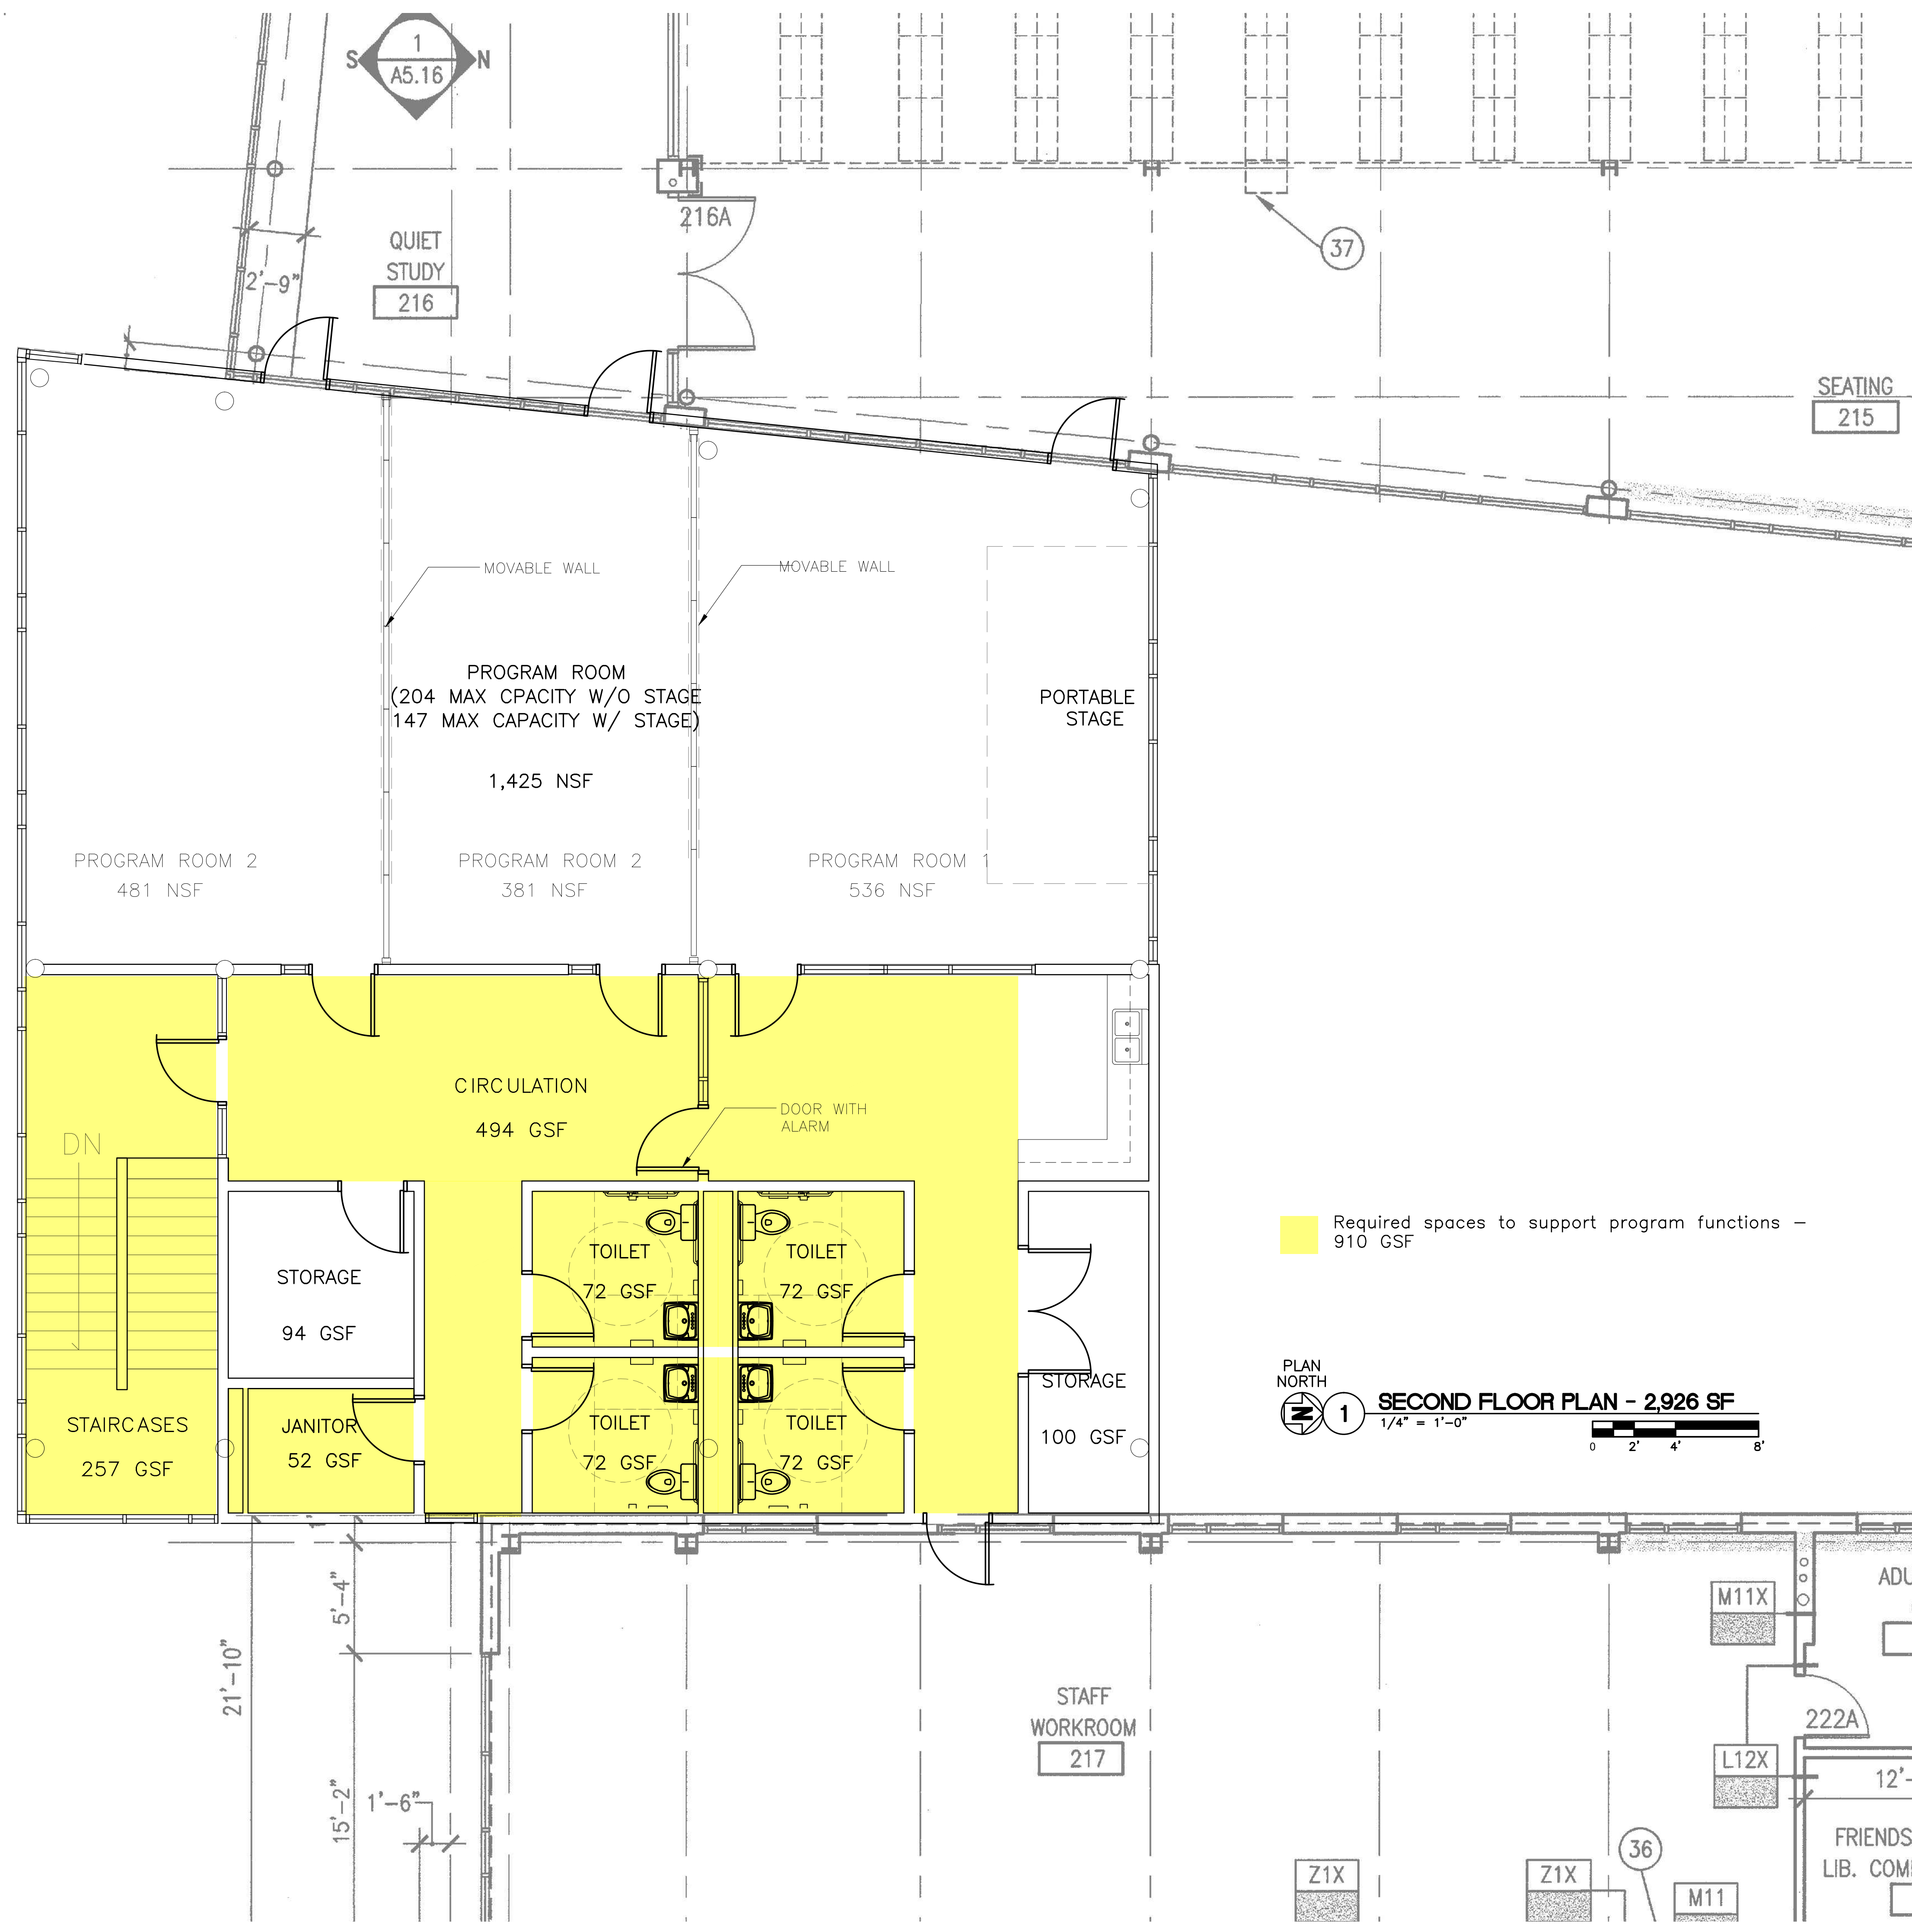 1
S
N
A5.16
216A
QUIET
STUDY
216
2'-9"
37
SEATING
215
MOVABLE WALL
MOVABLE WALL
PROGRAM ROOM
(204 MAX CPACITY W/O STAGE
147 MAX CAPACITY W/ STAGE)
1,425 NSF
PORTABLE
STAGE
PROGRAM ROOM 2
481 NSF
PROGRAM ROOM 2
381 NSF
PROGRAM ROOM 1
536 NSF
CIRCULATION
494 GSF
DOOR WITH
ALARM
DN
STORAGE
94 GSF
TOILET
72 GSF
TOILET
72 GSF
STAIRCASES
257 GSF
JANITOR
52 GSF
TOILET
72 GSF
TOILET
72 GSF
STORAGE
100 GSF
Required spaces to support program functions –
910 GSF
PLAN
NORTH
N
1
SECOND FLOOR PLAN - 2,926 SF
1/4" = 1'-0"
0 2' 4' 8'
5'-4"
21'-10"
15'-2"
1'-6"
STAFF
WORKROOM
217
M11X
ADU
222A
L12X
12'-
FRIENDS
LIB. COM
36
Z1X
Z1X
M11